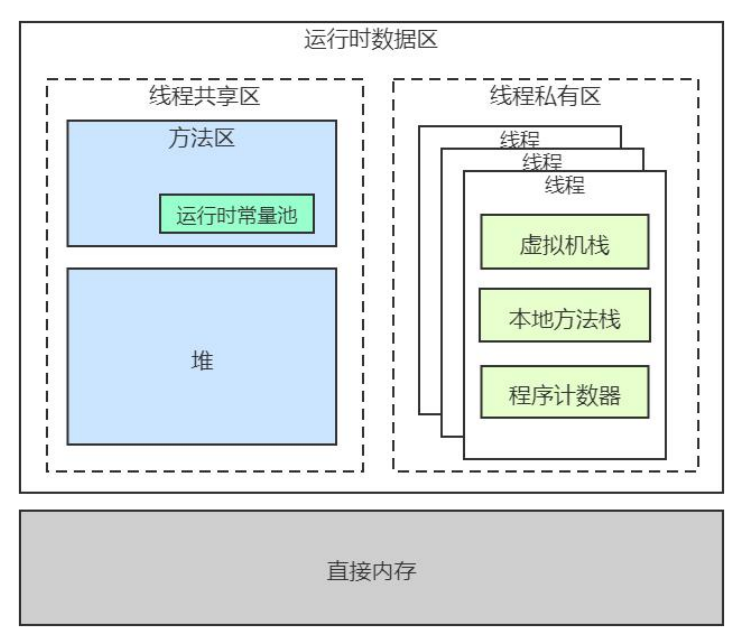 运行时数据区
线程共享区
方法区
运行时常量池
堆
线程私有区
线程
线程
线程
虚拟机栈
本地方法栈
程序计数器
直接内存